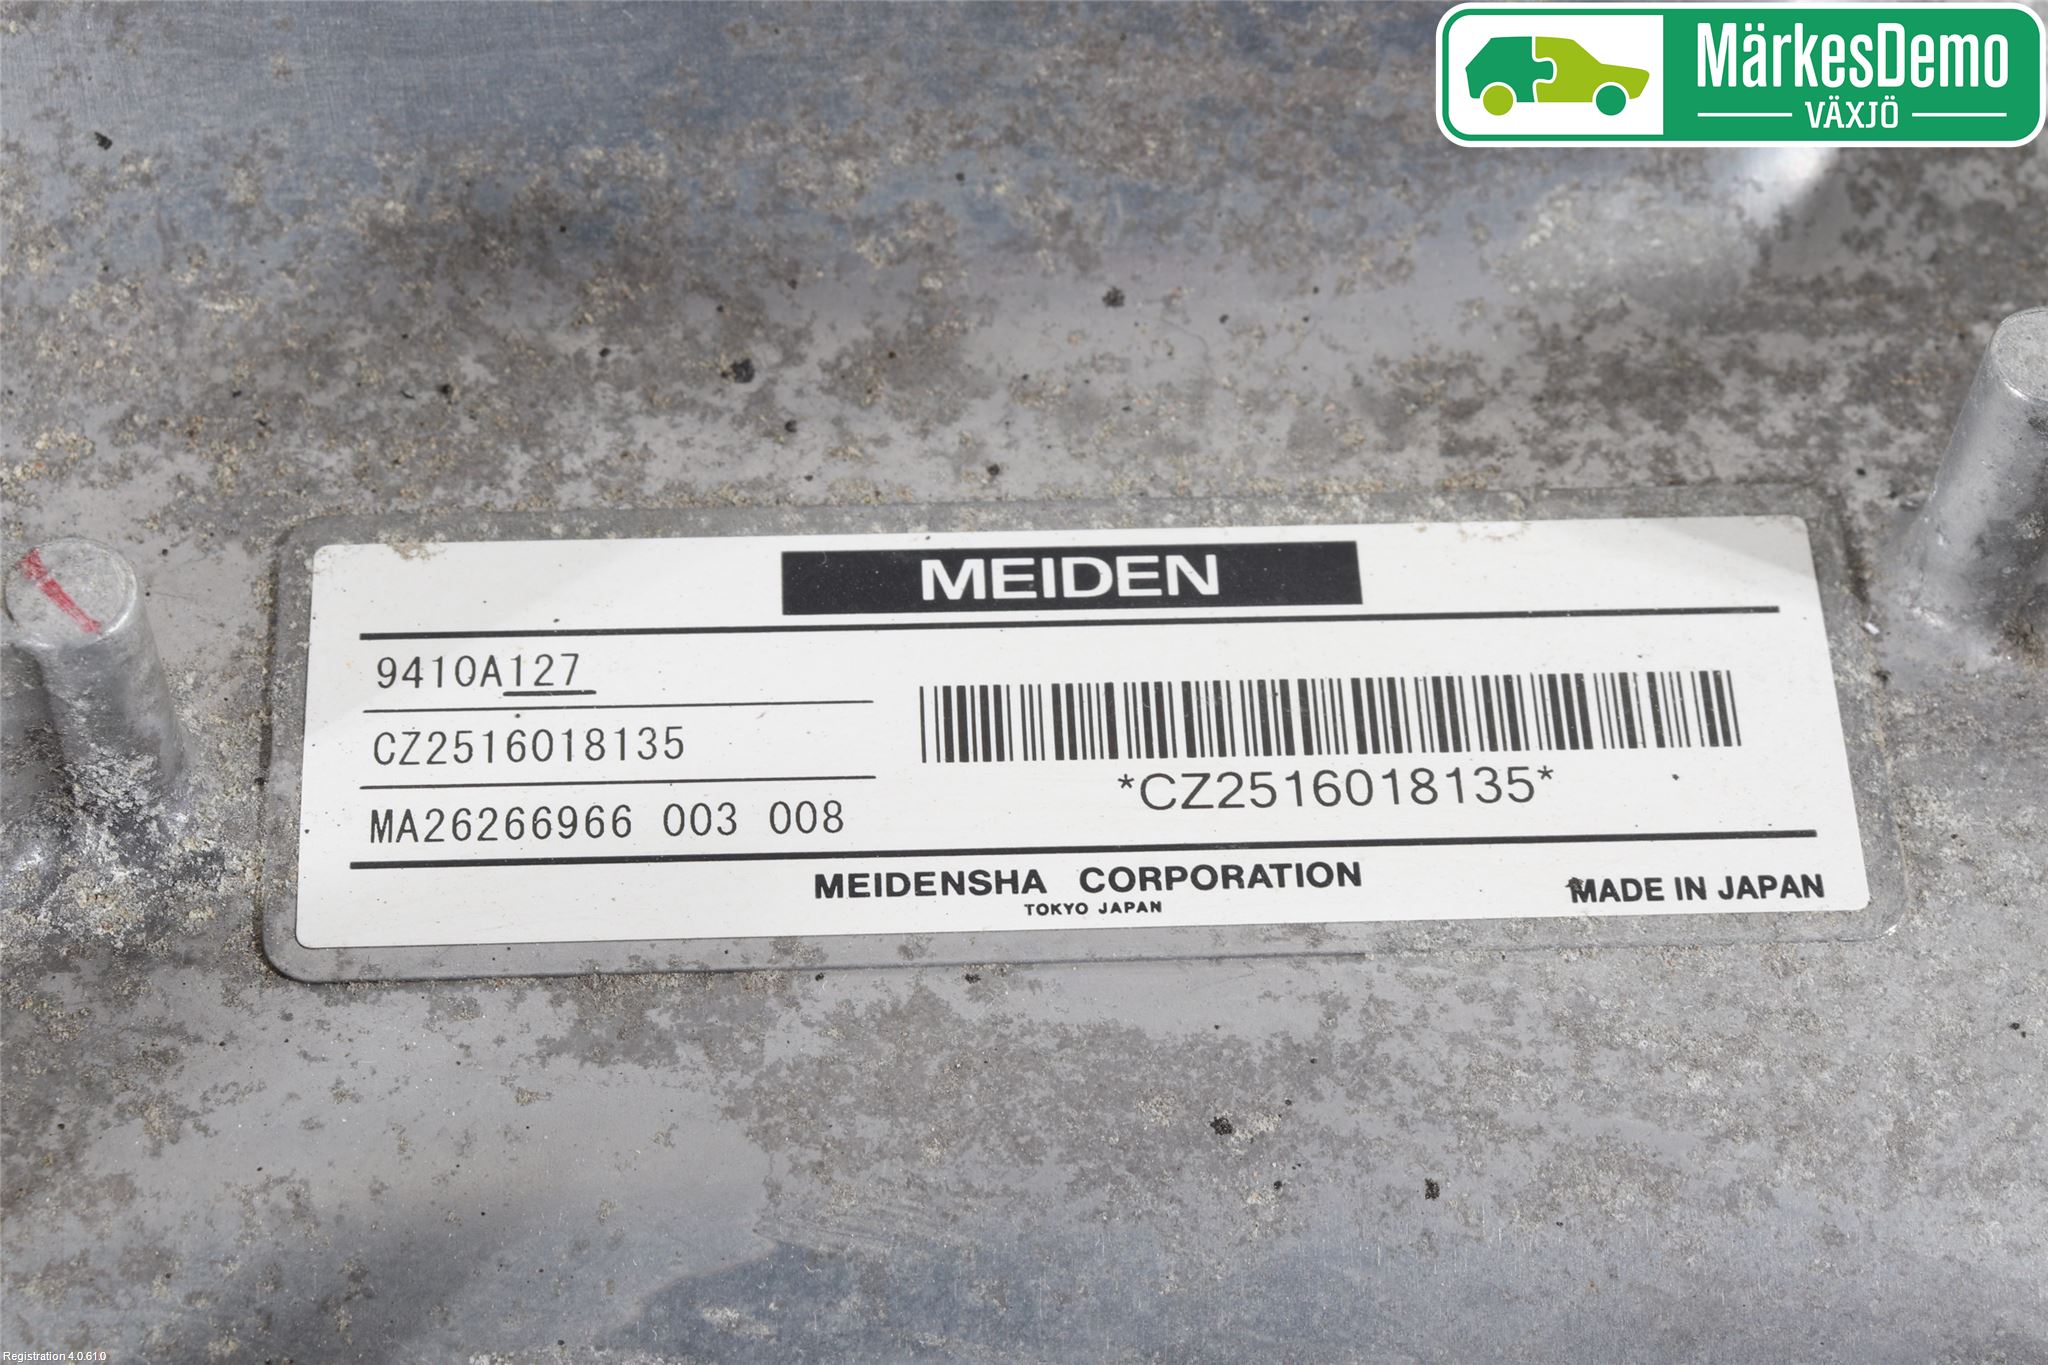 MärkesDemo
VÄXJÖ
MEIDEN
9410A127
CZ2516018135
MA26266966 003 008
*CZ2516018135*
MEIDENSHA CORPORATION
TOKYO JAPAN
MADE IN JAPAN
Registration 4.0.61.0